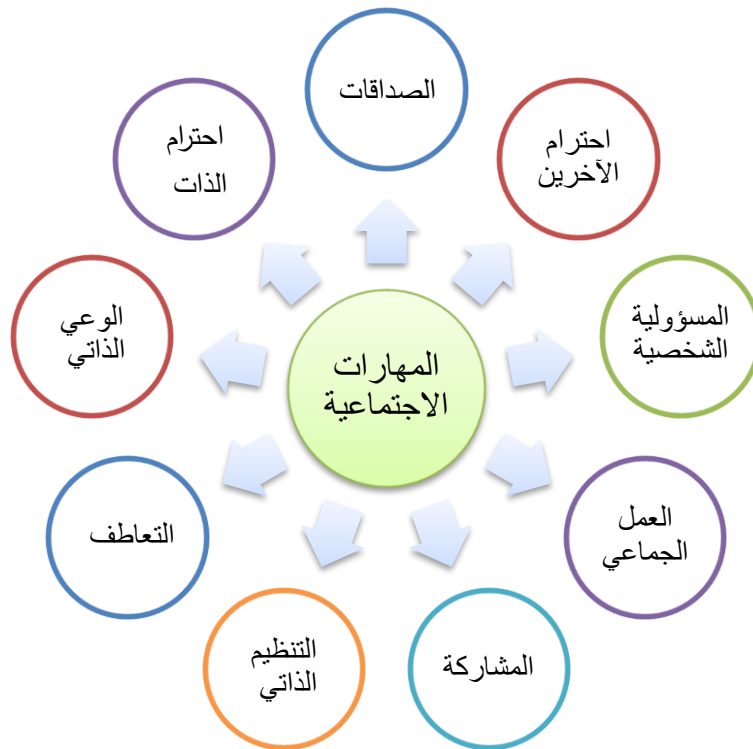 الصداقات
احترام
الآخرين
المسؤولية
الشخصية
العمل
الجماعي
المشاركة
التنظيم
الذاتي
التعاطف
الوعي
الذاتي
احترام
الذات
المهارات
الاجتماعية